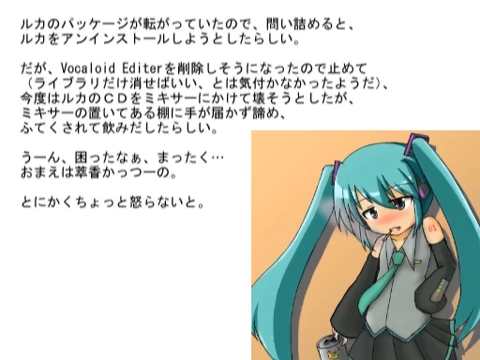 ルカのパッケージが転がっていたので、問い詰めると、
ルカをアンインストールしようとしたらしい。
だが、Vocaloid Editerを削除しそうになったので止めて
（ライブラリだけ消せばいい、とは気付かなかったようだ）、
今度はルカのＣＤをミキサーにかけて壊そうとしたが、
ミキサーの置いてある棚に手が届かず諦め、
ふてくされて飲みだしたらしい。
うーん、困ったなぁ、まったく…
おまえは萃香かっつーの。
とにかくちょっと怒らないと。
01